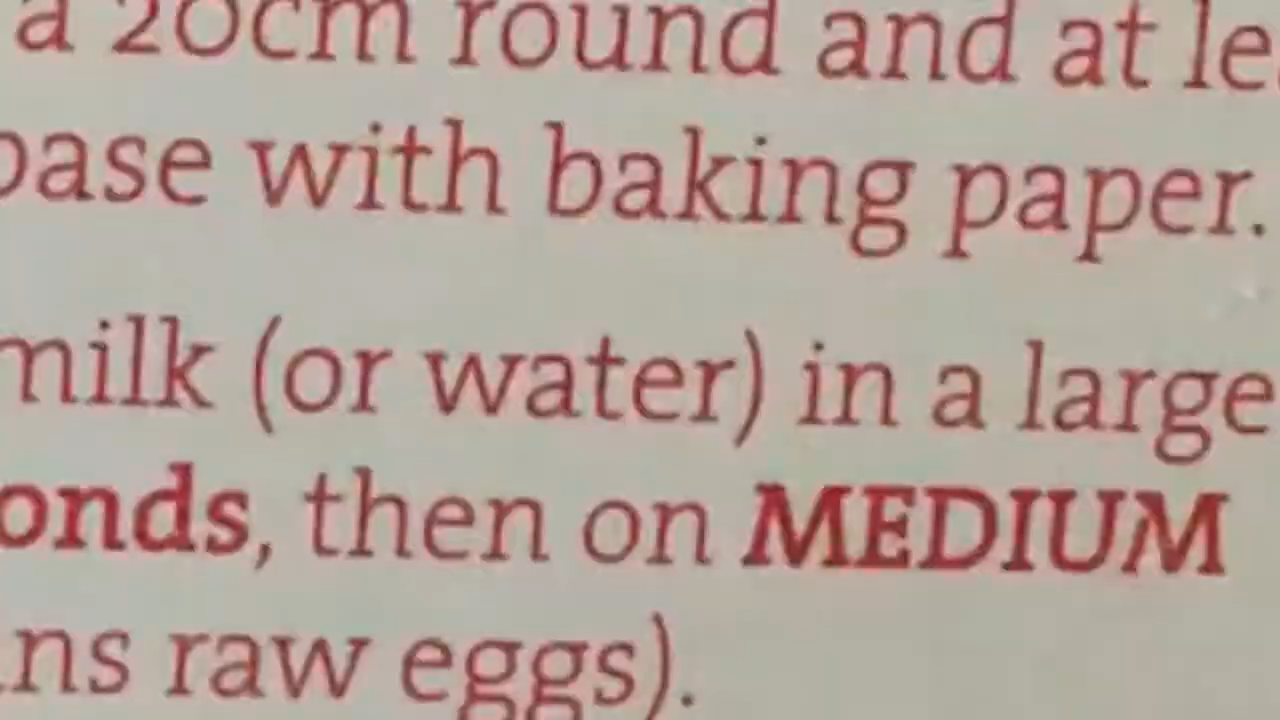 a 20cm round and at le
base with baking paper.
milk (or water) in a large
onds, then on MEDIUM
ns raw eggs).